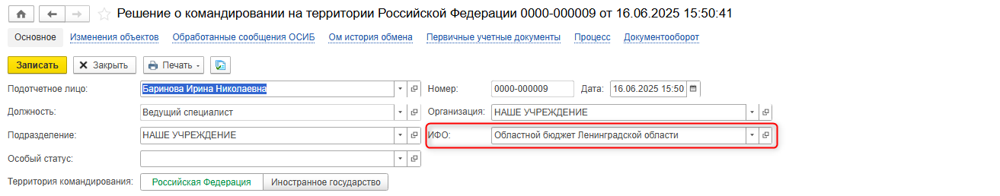 Решение о командировании на территории Российской Федерации 0000-000009 от 16.06.2025 15:50:41
Основное Изменения объектов Обработанные сообщения ОСИБ Ом история обмена Первичные учетные документы Процесс Документооборот
Записать Закрыть Печать
Подотчетное лицо: Баринова Ирина Николаевна Номер: 0000-000009 Дата: 16.06.2025 15:50
Должность: Ведущий специалист Организация: НАШЕ УЧРЕЖДЕНИЕ
Подразделение: НАШЕ УЧРЕЖДЕНИЕ ИФО: Областной бюджет Ленинградской области
Особый статус:
Территория командирования: Российская Федерация Иностранное государство